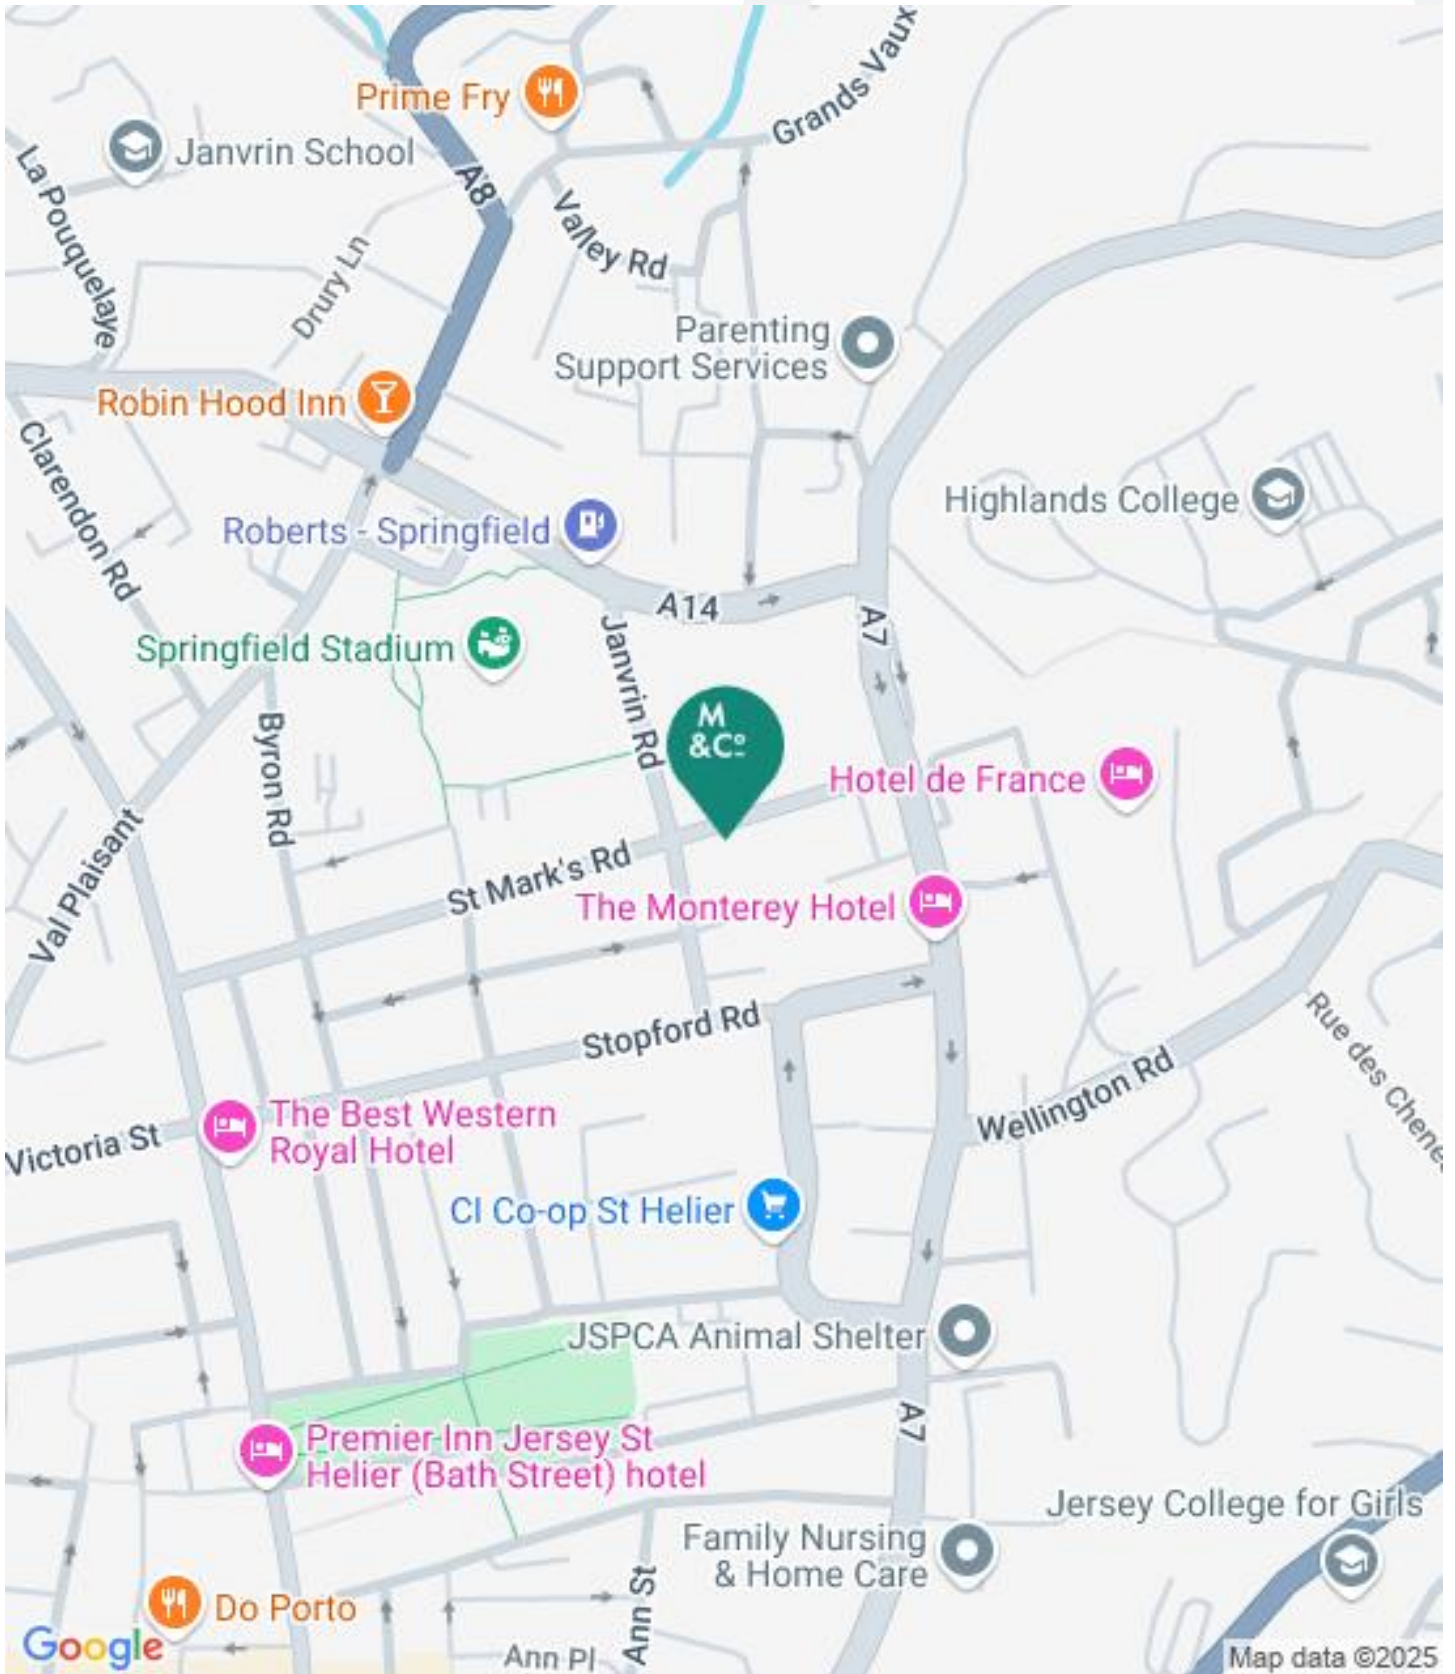 Prime Fry
Grands Vaux
Janvrin School
A8
La Pouquelaye
Valley Rd
Drury Ln
Parenting
Support Services
Robin Hood Inn
Clarendon Rd
Highlands College
Roberts - Springfield
A14
A7
Springfield Stadium
Janvrin Rd
M
&Cº
Byron Rd
Hotel de France
Val Plaisant
St Mark's Rd
The Monterey Hotel
Stopford Rd
Rue des Chene
Wellington Rd
The Best Western
Royal Hotel
Victoria St
CI Co-op St Helier
JSPCA Animal Shelter
A7
Premier Inn Jersey St
Helier (Bath Street) hotel
Jersey College for Girls
Family Nursing
& Home Care
Do Porto
Ann St
Google
Ann Pl
Map data ©2025